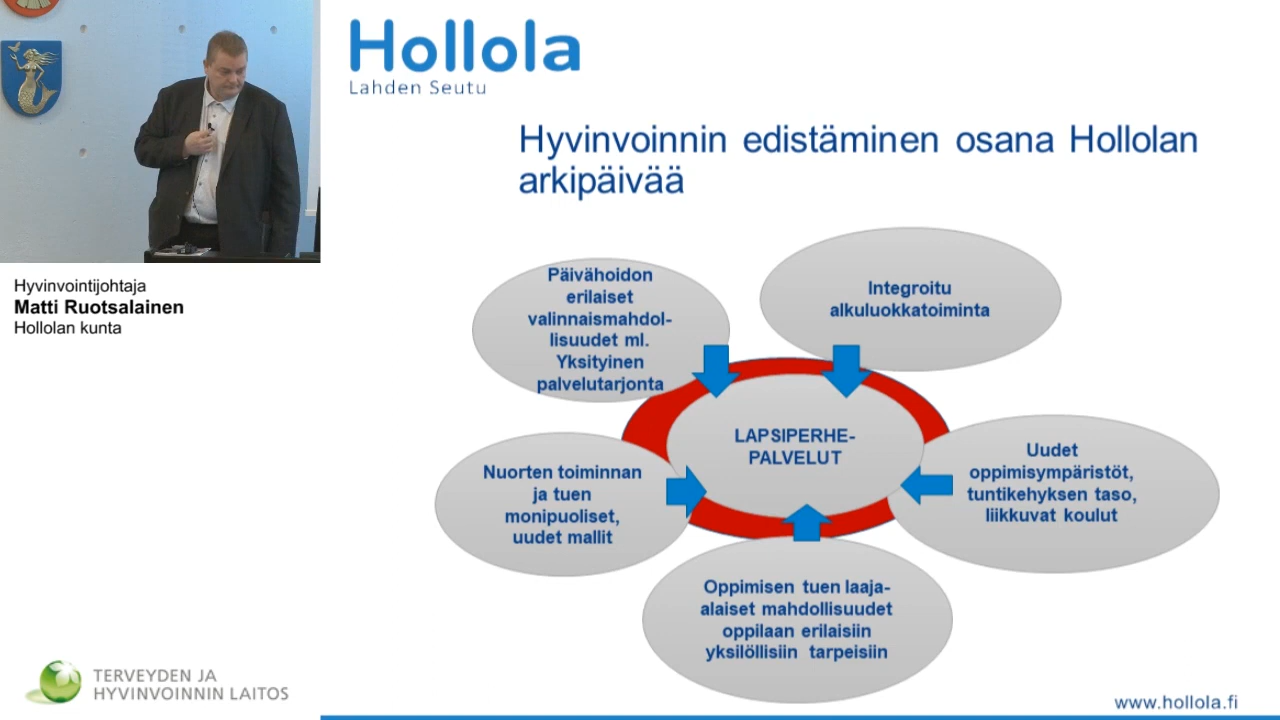 Hollola
Lahden Seutu
Hyvinvoinnin edistäminen osana Hollolan
arkipäivää
Hyvinvointijohtaja
Matti Ruotsalainen
Hollolan kunta
Päivähoidon
erilaiset
valinnaismahdol-
lisuudet ml.
Yksityinen
palvelutarjonta
Integroitu
alkuluokkatoiminta
LAPSIPERHE-
PALVELUT
Nuorten toiminnan
ja tuen
monipuoliset,
uudet mallit
Uudet
oppimisympäristöt,
tuntikehyksen taso,
liikkuvat koulut
Oppimisen tuen laaja-
alaiset mahdollisuudet
oppilaan erilaisiin
yksilöllisiin tarpeisiin
TERVEYDEN JA
HYVINVOINNIN LAITOS
www.hollola.fi